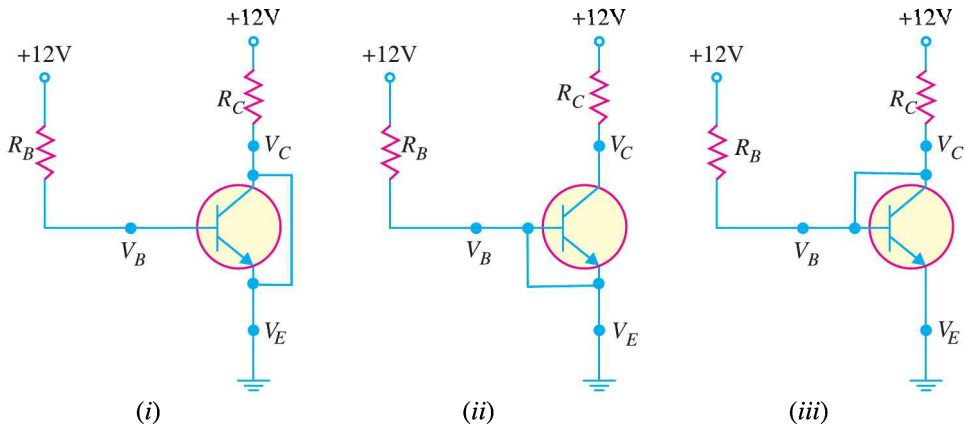 +12V
+12V
R_C
R_B
V_C
V_B
V_E
(i)
+12V
+12V
R_C
R_B
V_C
V_B
V_E
(ii)
+12V
+12V
R_C
R_B
V_C
V_B
V_E
(iii)